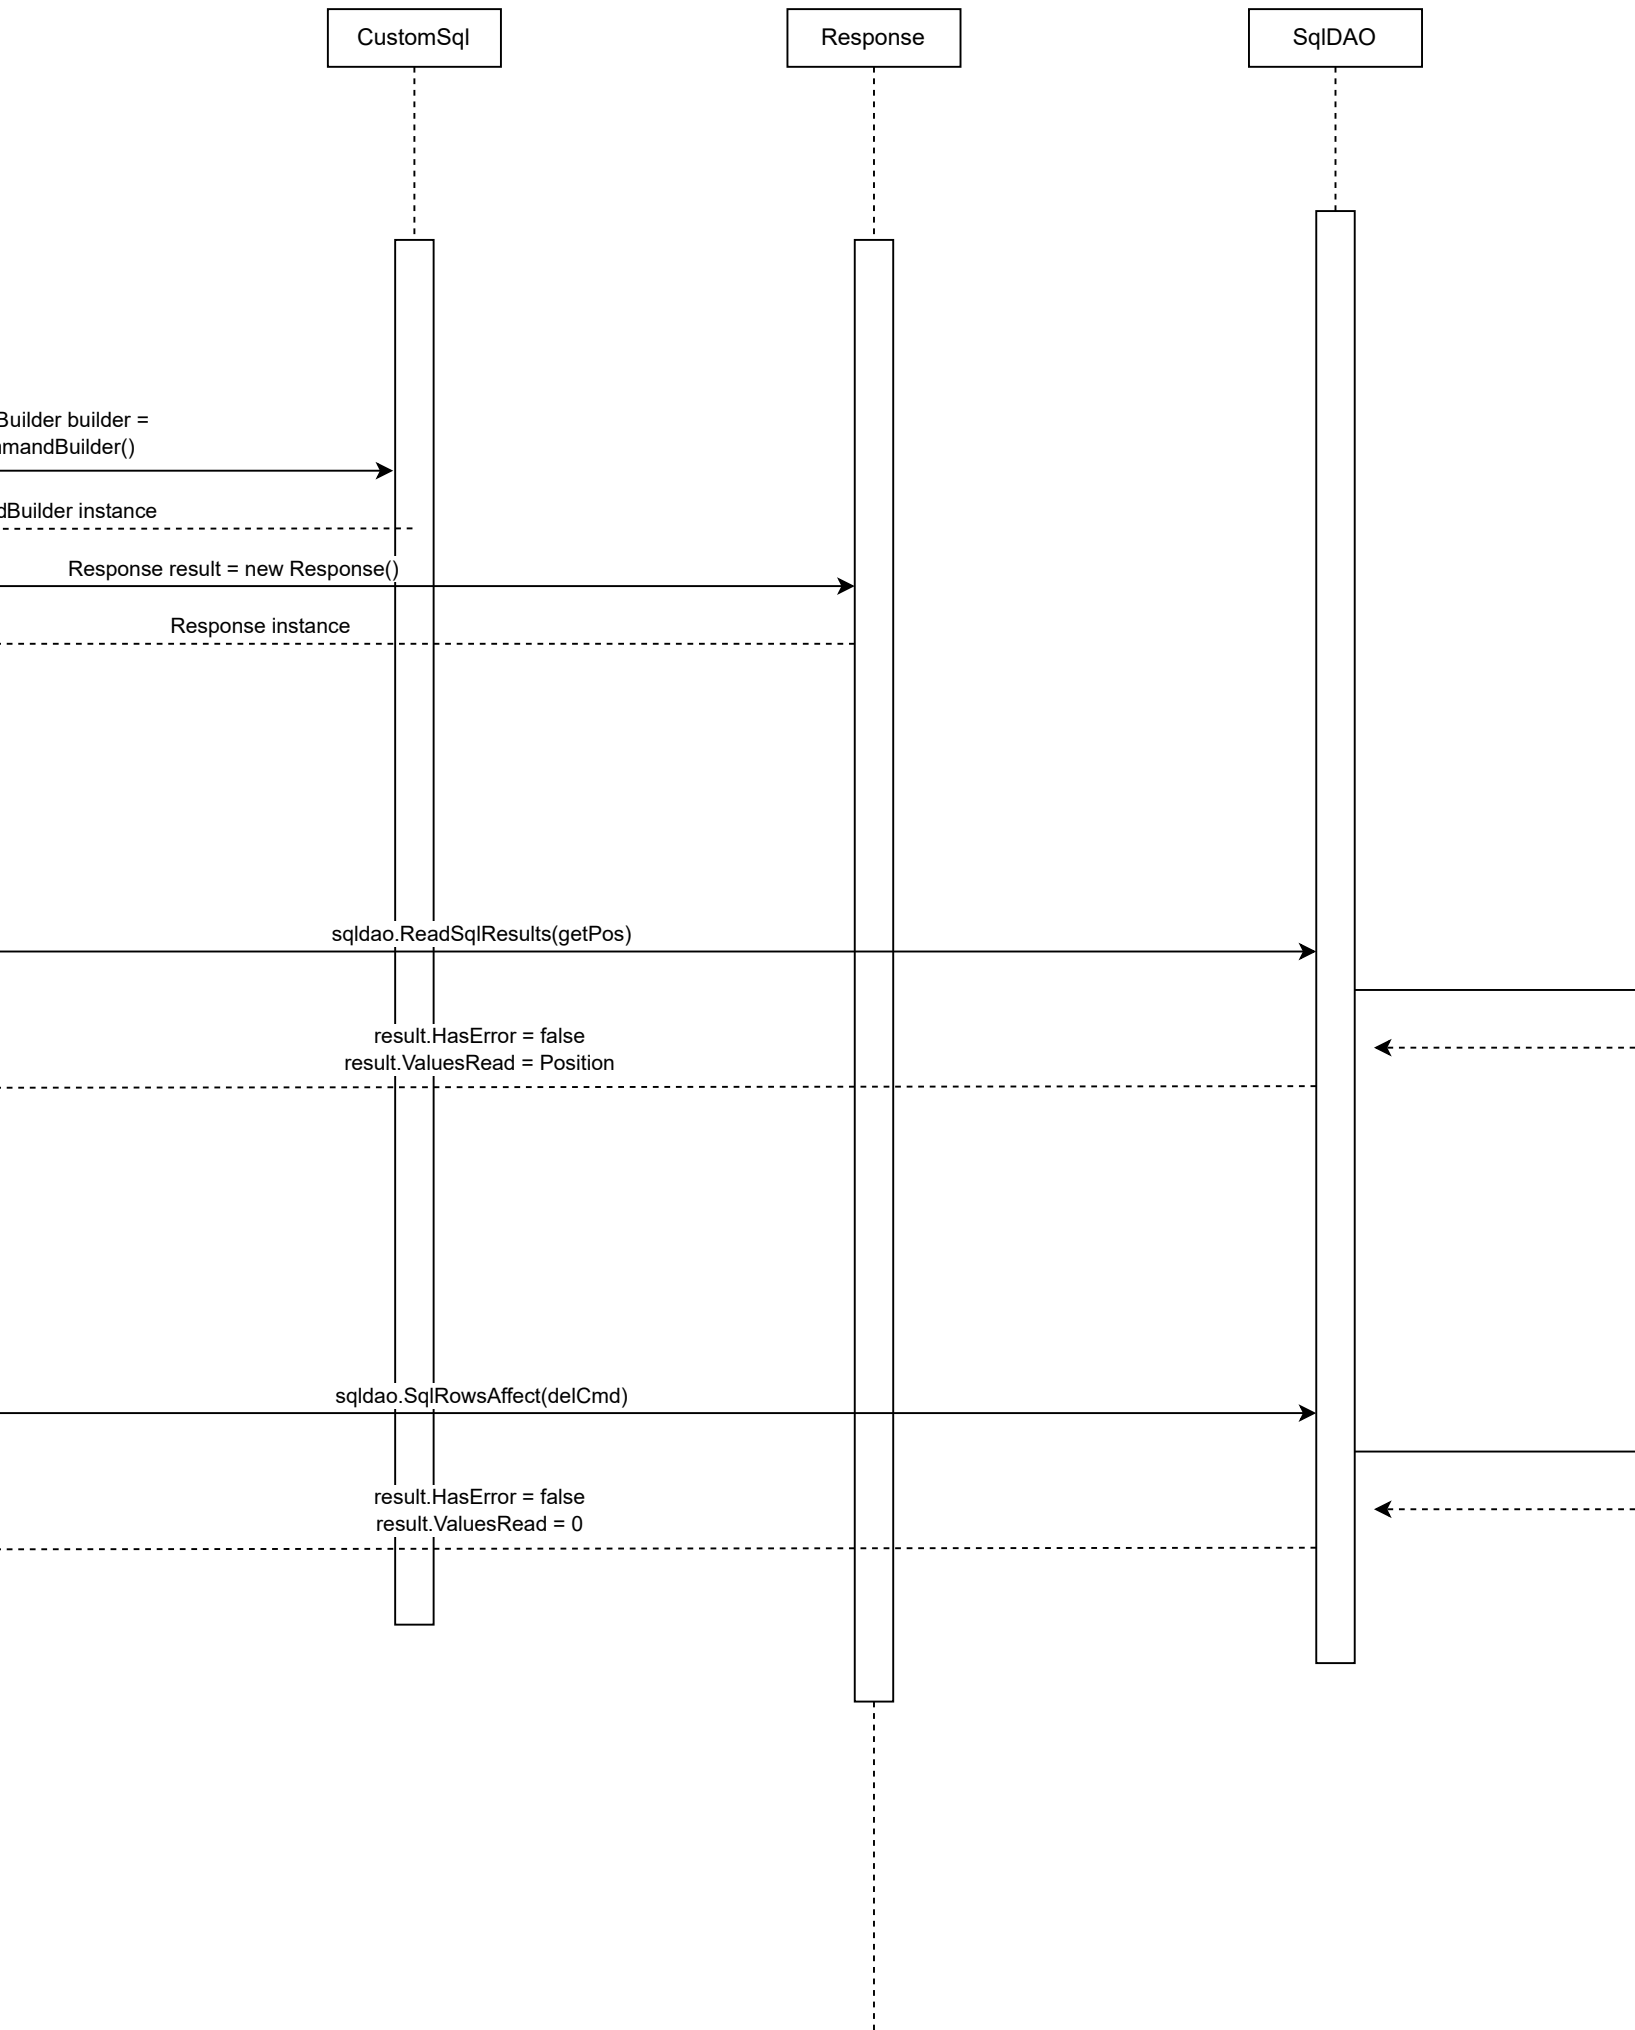 CustomSql
Response
SqlDAO
Builder builder =
mandBuilder()
dBuilder instance
Response result = new Response()
Response instance
sqldao.ReadSqlResults(getPos)
result.HasError = false
result.ValuesRead = Position
sqldao.SqlRowsAffect(delCmd)
result.HasError = false
result.ValuesRead = 0